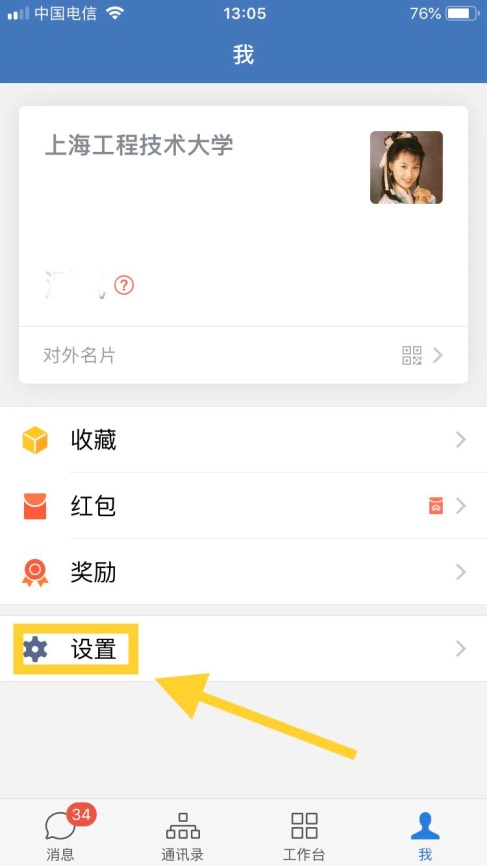 中国电信 13:05 76%
我
上海工程技术大学
?
对外名片
收藏
红包
奖励
设置
34
消息 通讯录 工作台 我